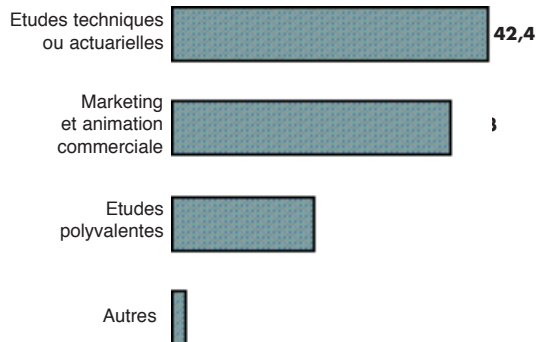 Etudes techniques
ou actuarielles
42,4
Marketing
et animation
commerciale
Etudes
polyvalentes
Autres